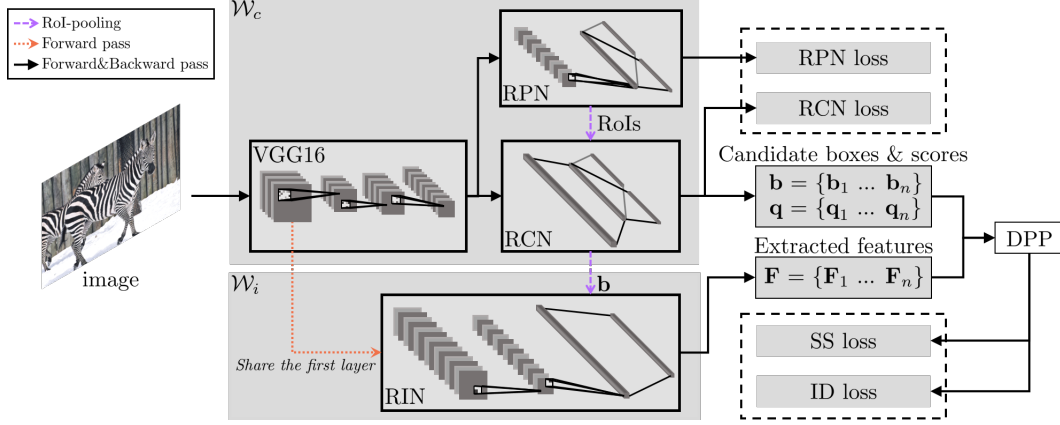 RoI-pooling
Forward pass
Forward&Backward pass
image
𝒲c
VGG16
RPN
RoIs
RCN
b
𝒲i
Share the first layer
RIN
RPN loss
RCN loss
Candidate boxes & scores
b = {b1 ... bn}
q = {q1 ... qn}
Extracted features
F = {F1 ... Fn}
DPP
SS loss
ID loss